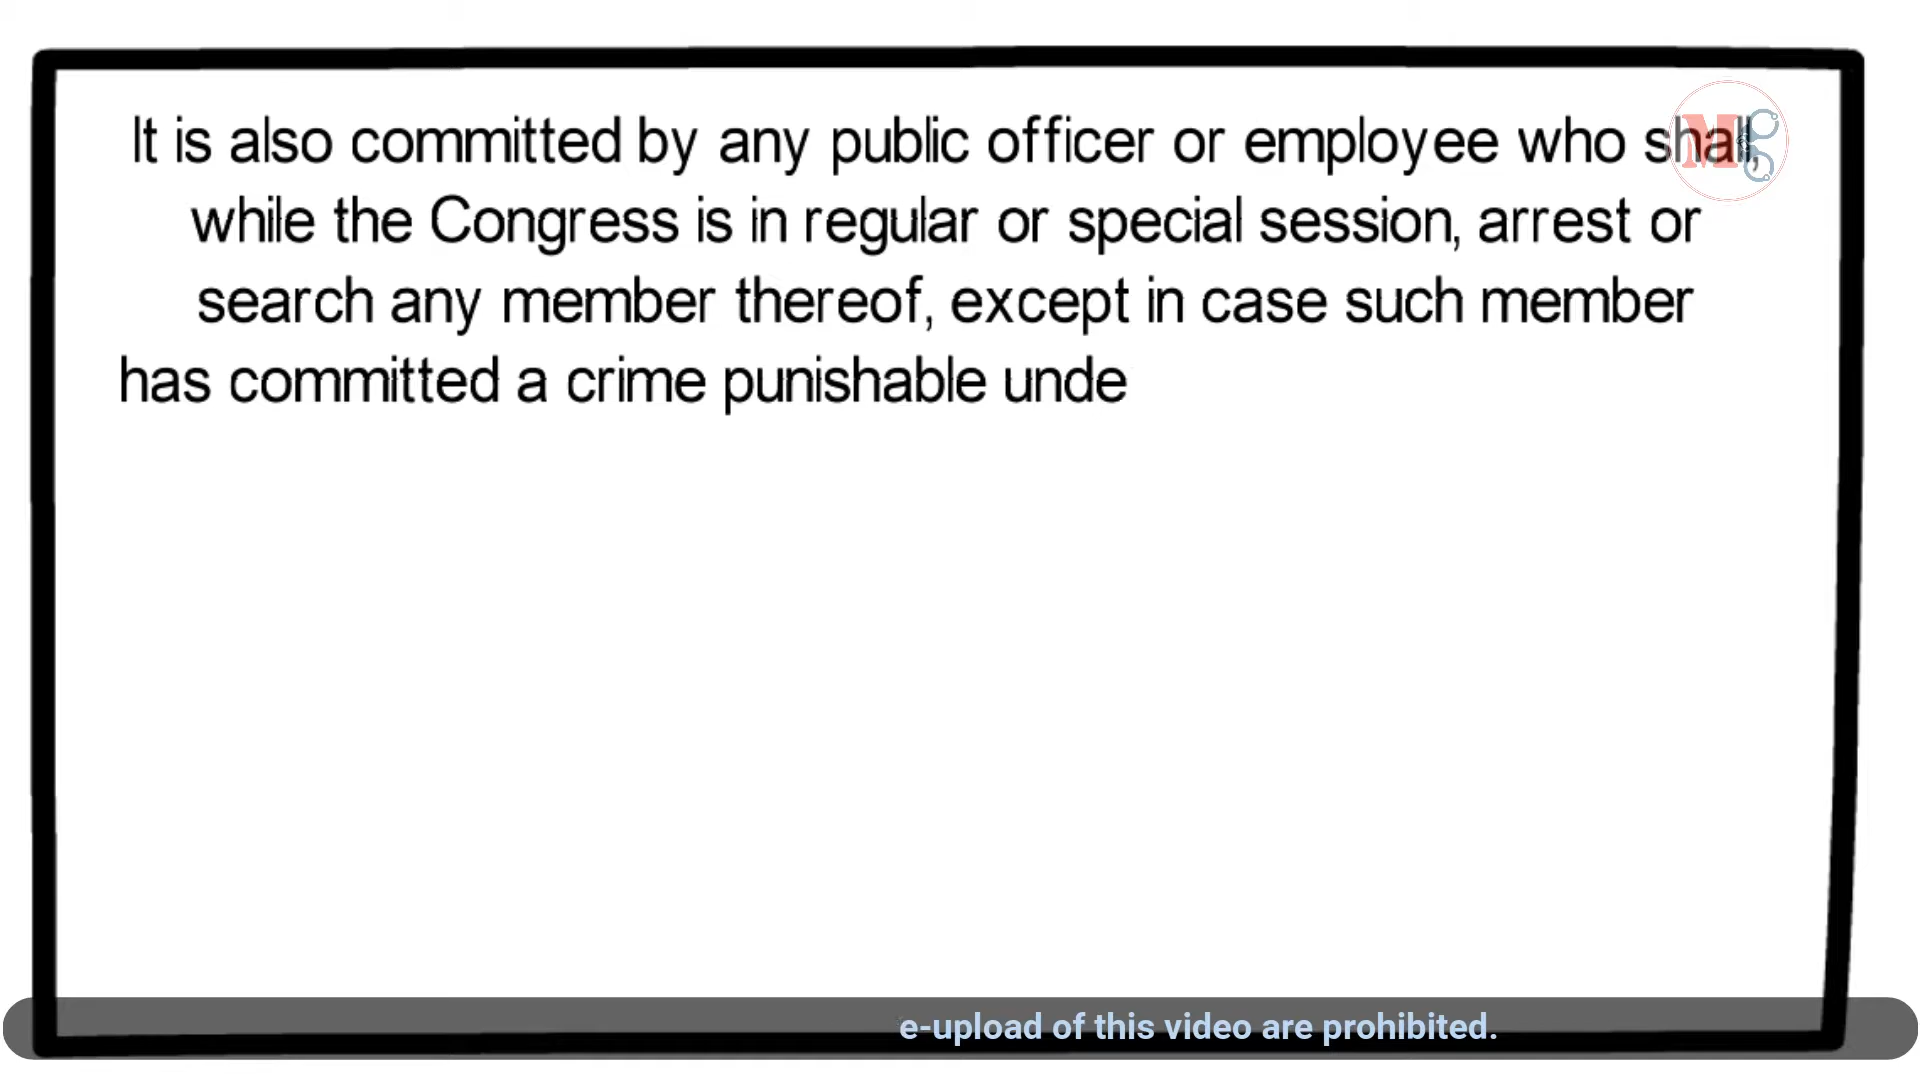 It is also committed by any public officer or employee who shall,
while the Congress is in regular or special session, arrest or
search any member thereof, except in case such member
has committed a crime punishable unde
M
e-upload of this video are prohibited.